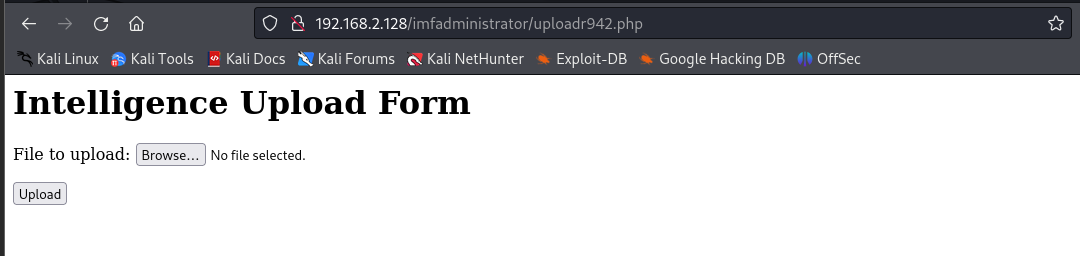 192.168.2.128/imfadministrator/uploadr942.php
Kali Linux Kali Tools Kali Docs Kali Forums Kali NetHunter Exploit-DB Google Hacking DB OffSec
Intelligence Upload Form
File to upload: Browse... No file selected.
Upload